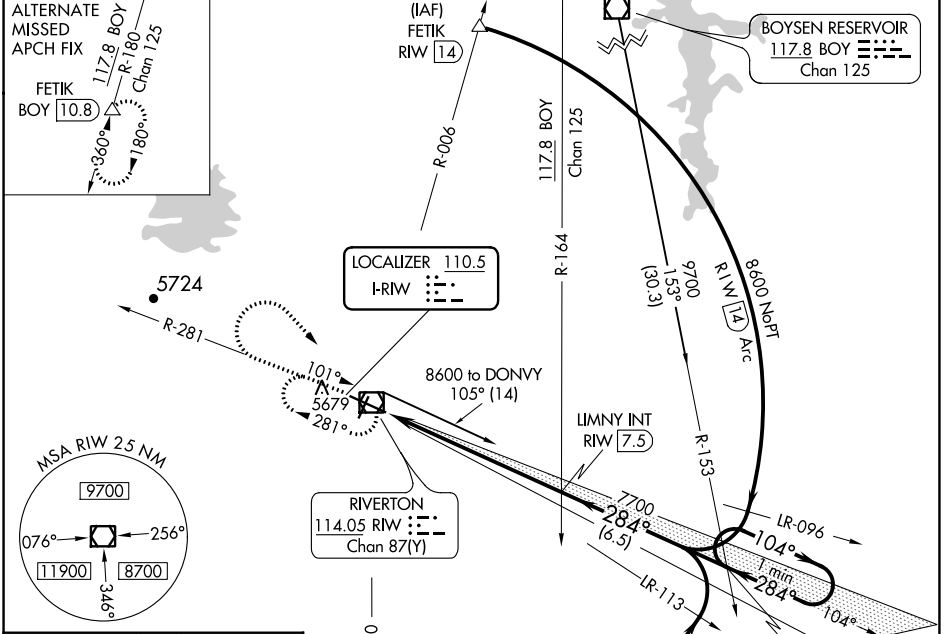 ALTERNATE
MISSED
APCH FIX
117.8 BOY
R-180
Chan 125
FETIK
BOY 10.8
360°
180°
(IAF)
FETIK
RIW 14
R-006
117.8 BOY
Chan 125
R-164
BOYSEN RESERVOIR
117.8 BOY
Chan 125
9700
153°
(30.3)
R-153
8600 NoPT
RIW 14 Arc
LOCALIZER 110.5
I-RIW
5724
R-281
101°
5679
281°
8600 to DONVY
105° (14)
LIMNY INT
RIW 7.5
RIVERTON
114.05 RIW
Chan 87(Y)
7700
284°
(6.5)
LR-096
104°
1 min
284°
104°
LR-113
MSA RIW 25 NM
9700
076°
256°
11900
8700
346°
0